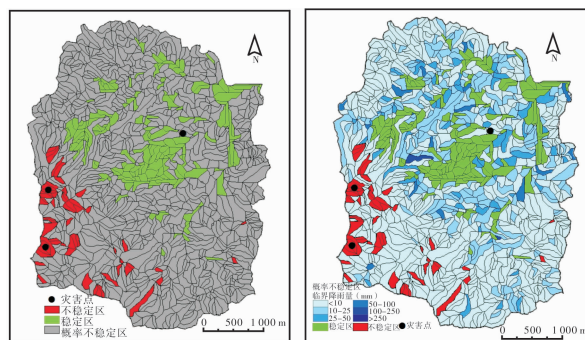 N
灾害点
不稳定区
稳定区
概率不稳定区
0 500 1 000 m
N
概率不稳定区
临界降雨量（mm）
<10 50~100
10~25 100~250
25~50 >250
稳定区 不稳定区 灾害点
0 500 1 000 m